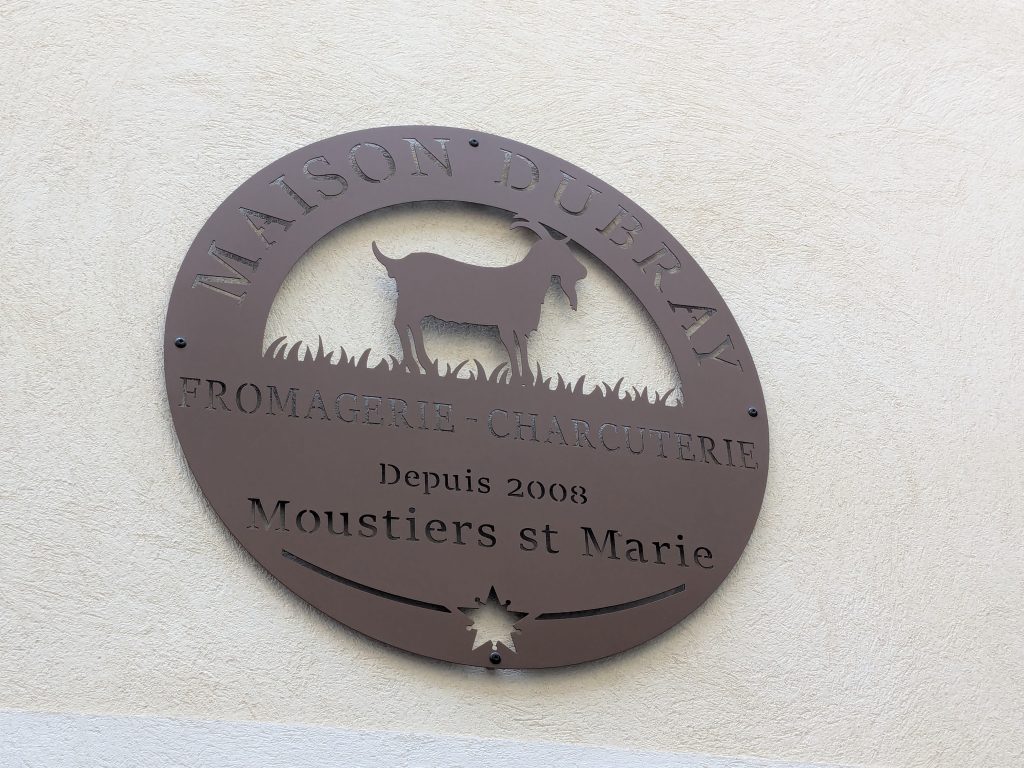 MAISON DUBRAY
FROMAGERIE - CHARCUTERIE
Depuis 2008
Moustiers st Marie